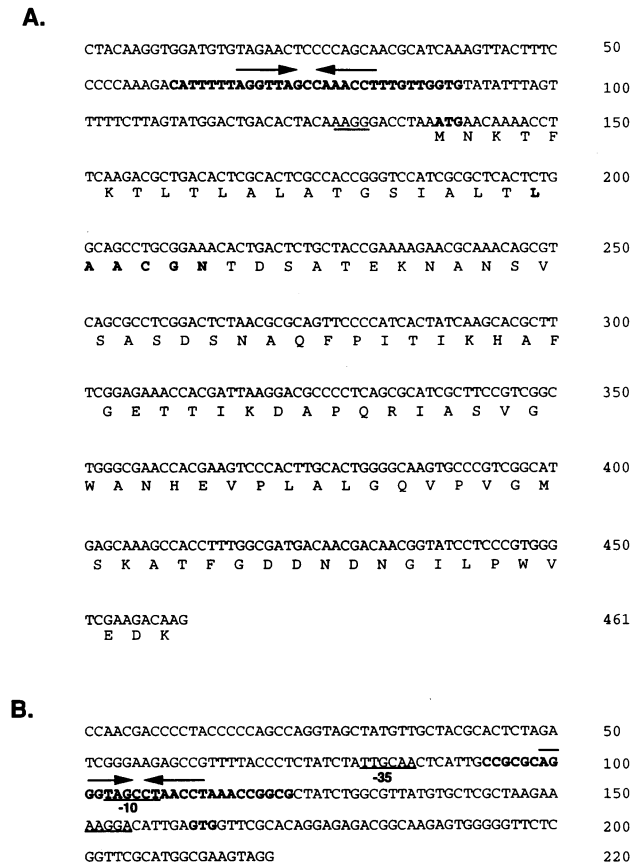 A.
CTACAAGGTGGATGTGTAGAACTCCCCAGCAACGCATCAAAGTTACTTTC 50
CCCCAAAGACATTTTTAGGTTAGCCAAACCTTTGTTGGTGTATATTTAGT 100
TTTTCTTAGTATGGACTGACACTACAAAGGGACCTAAATGAACAAAACCT 150
M N K T F
TCAAGACGCTGACACTCGCACTCGCCACCGGGTCCATCGCGCTCACTCTG 200
K T L T L A L A T G S I A L T L
GCAGCCTGCGGAAACACTGACTCTGCTACCGAAAAGAACGCAAACAGCGT 250
A A C G N T D S A T E K N A N S V
CAGCGCCTCGGACTCTAACGCGCAGTTCCCCATCACTATCAAGCACGCTT 300
S A S D S N A Q F P I T I K H A F
TCGGAGAAACCACGATTAAGGACGCCCCTCAGCGCATCGCTTCCGTCGGC 350
G E T T I K D A P Q R I A S V G
TGGGCGAACCACGAAGTCCCACTTGCACTGGGGCAAGTGCCCGTCGGCAT 400
W A N H E V P L A L G Q V P V G M
GAGCAAAGCCACCTTTGGCGATGACAACGACAACGGTATCCTCCCGTGGG 450
S K A T F G D D N D N G I L P W V
TCGAAGACAAG 461
E D K
B.
CCAACGACCCCTACCCCCAGCCAGGTAGCTATGTTGCTACGCACTCTAGA 50
TCGGGAAGAGCCGTTTTACCCTCTATCTATTGCAACTCATTGCCGCGCAG 100
-35
GGTAGCCTAACCTAAACCGGCGCTATCTGGCGTTATGTGCTCGCTAAGAA 150
-10
AAGGACATTGAGTGGTTCGCACAGGAGAGACGGCAAGAGTGGGGGTTCTC 200
GGTTCGCATGGCGAAGTAGG 220